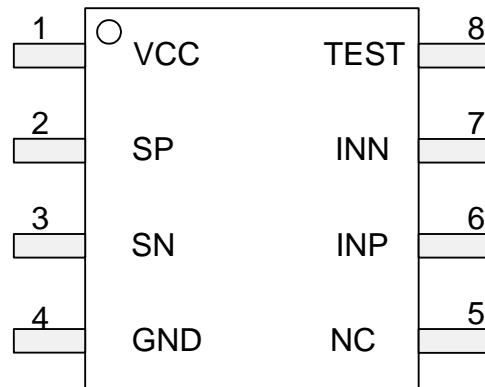 1 VCC TEST 8
2 SP INN 7
3 SN INP 6
4 GND NC 5